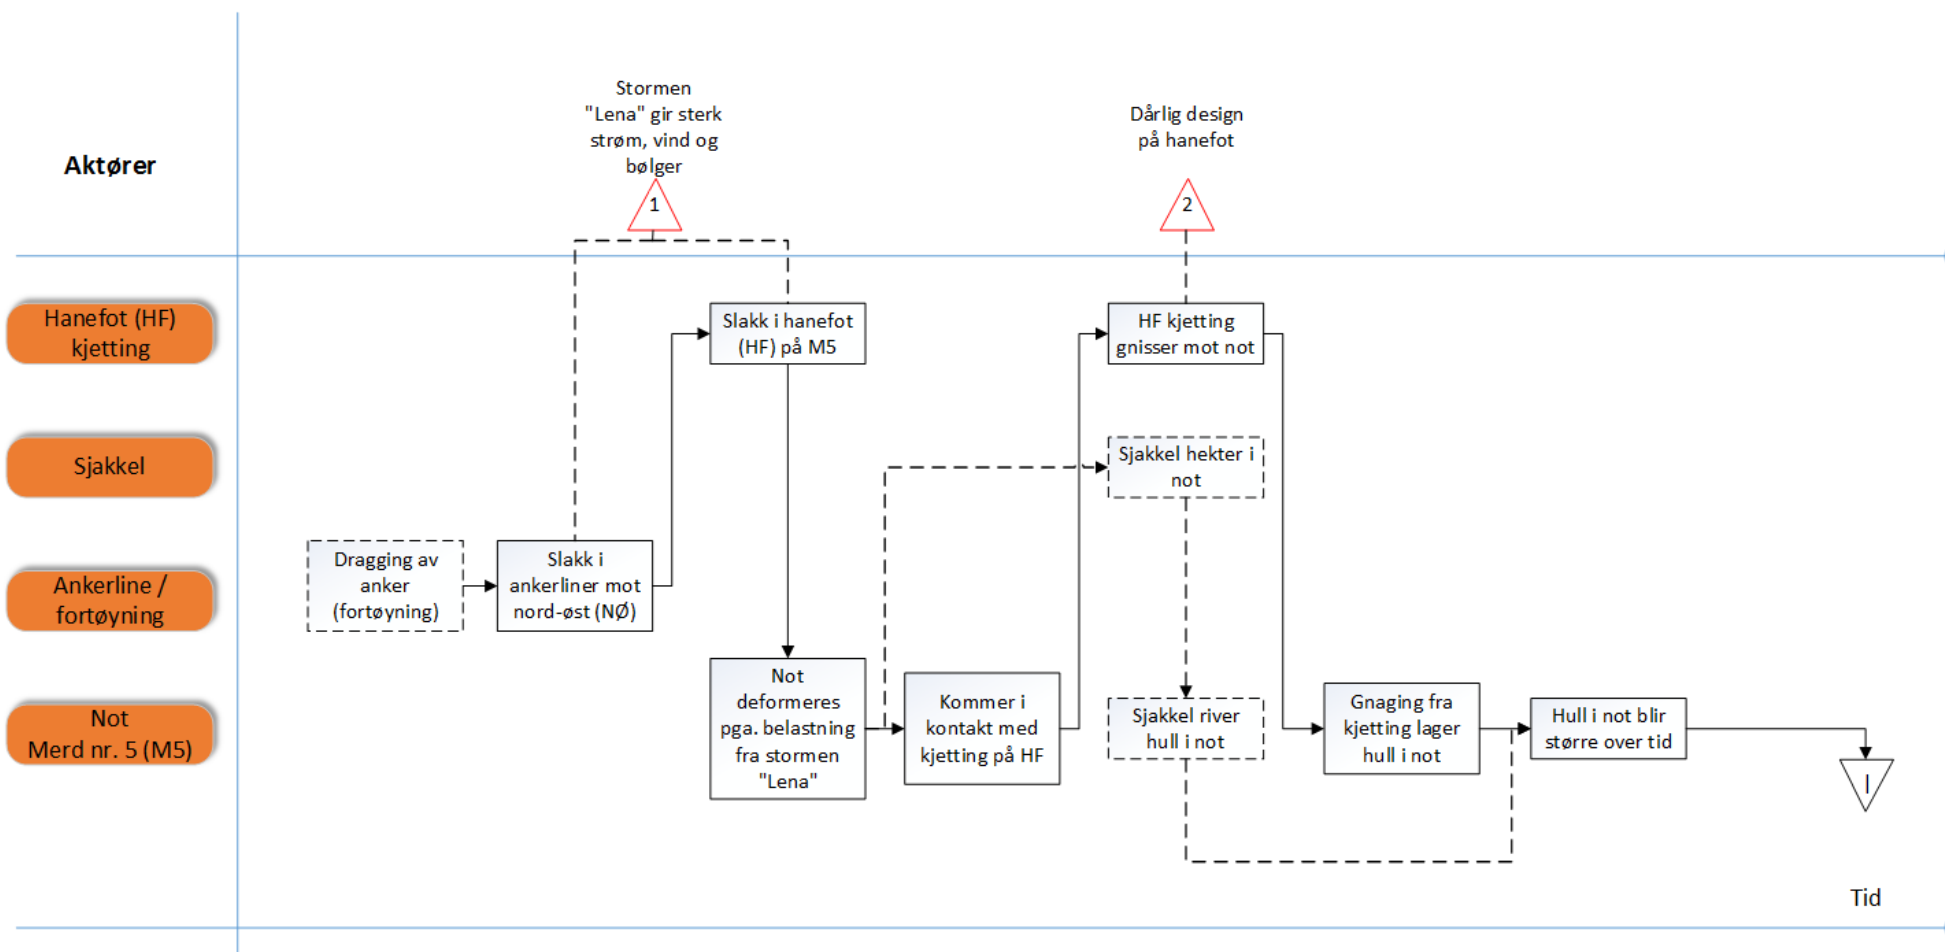 Stormen
"Lena" gir sterk
strøm, vind og
bølger
Dårlig design
på hanefot
Aktører
1
2
Hanefot (HF)
kjetting
Slakk i hanefot
(HF) på M5
HF kjetting
gnisser mot not
Sjakkel
Sjakkel hekter i
not
Ankerline /
fortøyning
Dragging av
anker
(fortøyning)
Slakk i
ankerliner mot
nord-øst (NØ)
Not
Merd nr. 5 (M5)
Not
deformeres
pga. belastning
fra stormen
"Lena"
Kommer i
kontakt med
kjetting på HF
Sjakkel river
hull i not
Gnaging fra
kjetting lager
hull i not
Hull i not blir
større over tid
I
Tid